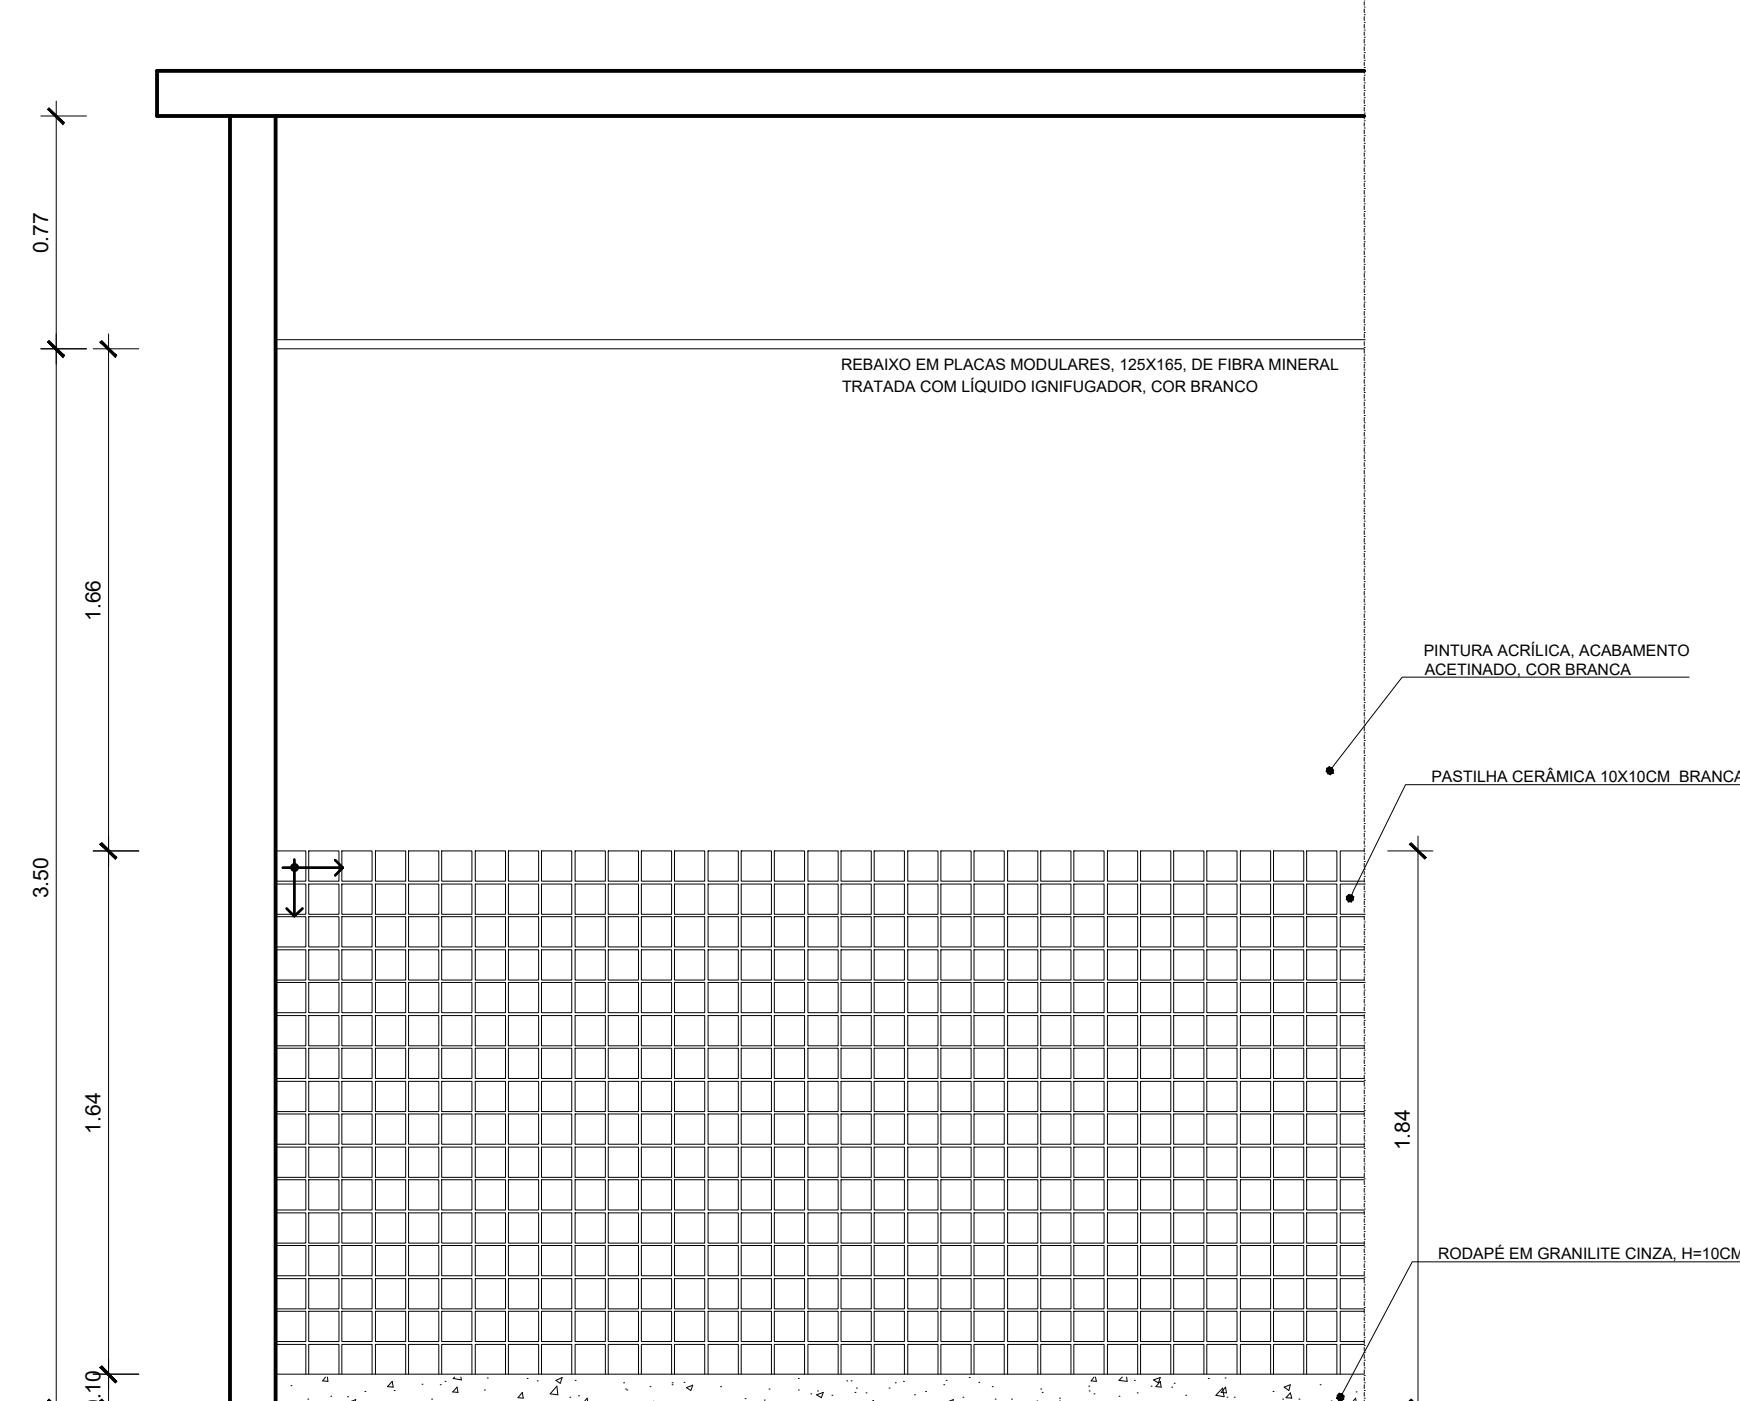 0.77
REBAIXO EM PLACAS MODULARES, 125X165, DE FIBRA MINERAL
TRATADA COM LÍQUIDO IGNIFUGADOR, COR BRANCO
1.66
PINTURA ACRÍLICA, ACABAMENTO
ACETINADO, COR BRANCA
PASTILHA CERÂMICA 10X10CM BRANCA
3.50
1.64
1.84
RODAPÉ EM GRANILITE CINZA, H=10CM
.10